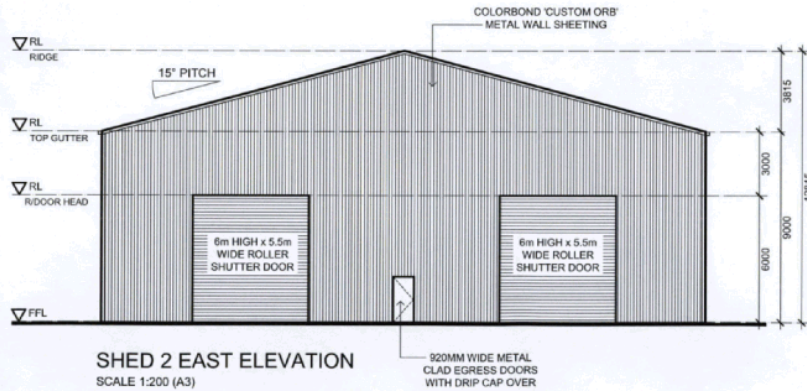 COLORBOND 'CUSTOM ORB'
METAL WALL SHEETING
RL
RIDGE
15° PITCH
3815
RL
TOP GUTTER
3000
RL
R/DOOR HEAD
9000
6m HIGH x 5.5m
WIDE ROLLER
SHUTTER DOOR
6m HIGH x 5.5m
WIDE ROLLER
SHUTTER DOOR
6000
FFL
SHED 2 EAST ELEVATION
SCALE 1:200 (A3)
920MM WIDE METAL
CLAD EGRESS DOORS
WITH DRIP CAP OVER